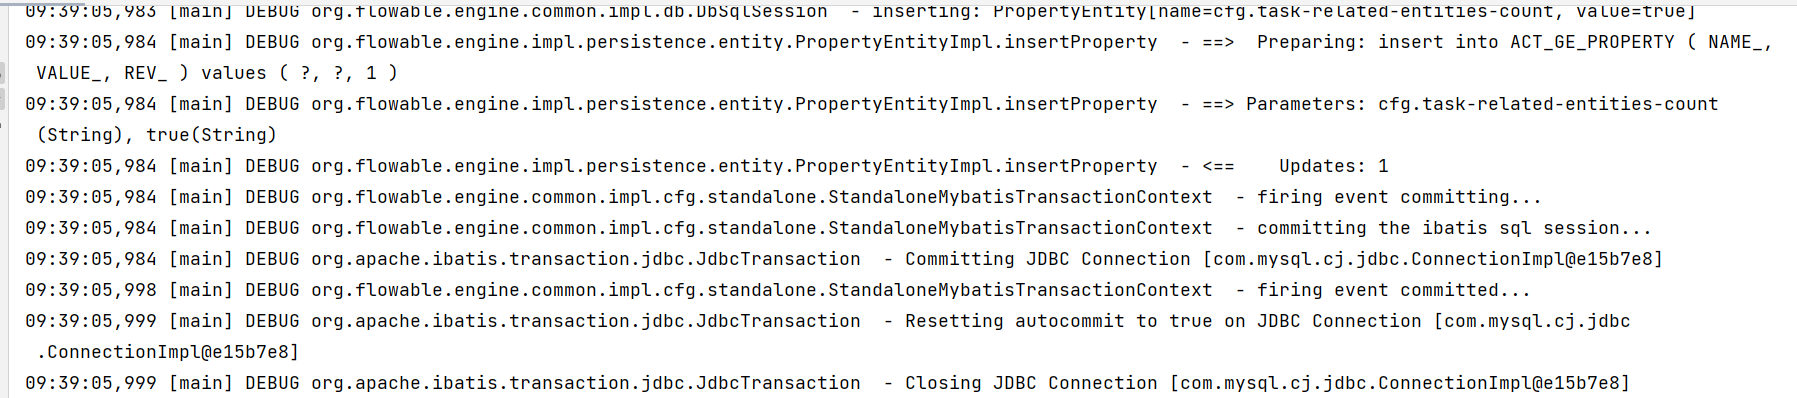 09:39:05,983 [main] DEBUG org.flowable.engine.common.impl.db.DbSqlSession  - inserting: PropertyEntity[name=cfg.task-related-entities-count, value=true]
09:39:05,984 [main] DEBUG org.flowable.engine.impl.persistence.entity.PropertyEntityImpl.insertProperty  - ==>  Preparing: insert into ACT_GE_PROPERTY ( NAME_,
VALUE_, REV_ ) values ( ?, ?, 1 )
09:39:05,984 [main] DEBUG org.flowable.engine.impl.persistence.entity.PropertyEntityImpl.insertProperty  - ==> Parameters: cfg.task-related-entities-count
(String), true(String)
09:39:05,984 [main] DEBUG org.flowable.engine.impl.persistence.entity.PropertyEntityImpl.insertProperty  - <==    Updates: 1
09:39:05,984 [main] DEBUG org.flowable.engine.common.impl.cfg.standalone.StandaloneMybatisTransactionContext  - firing event committing...
09:39:05,984 [main] DEBUG org.flowable.engine.common.impl.cfg.standalone.StandaloneMybatisTransactionContext  - committing the ibatis sql session...
09:39:05,984 [main] DEBUG org.apache.ibatis.transaction.jdbc.JdbcTransaction  - Committing JDBC Connection [com.mysql.cj.jdbc.ConnectionImpl@e15b7e8]
09:39:05,998 [main] DEBUG org.flowable.engine.common.impl.cfg.standalone.StandaloneMybatisTransactionContext  - firing event committed...
09:39:05,999 [main] DEBUG org.apache.ibatis.transaction.jdbc.JdbcTransaction  - Resetting autocommit to true on JDBC Connection [com.mysql.cj.jdbc
.ConnectionImpl@e15b7e8]
09:39:05,999 [main] DEBUG org.apache.ibatis.transaction.jdbc.JdbcTransaction  - Closing JDBC Connection [com.mysql.cj.jdbc.ConnectionImpl@e15b7e8]